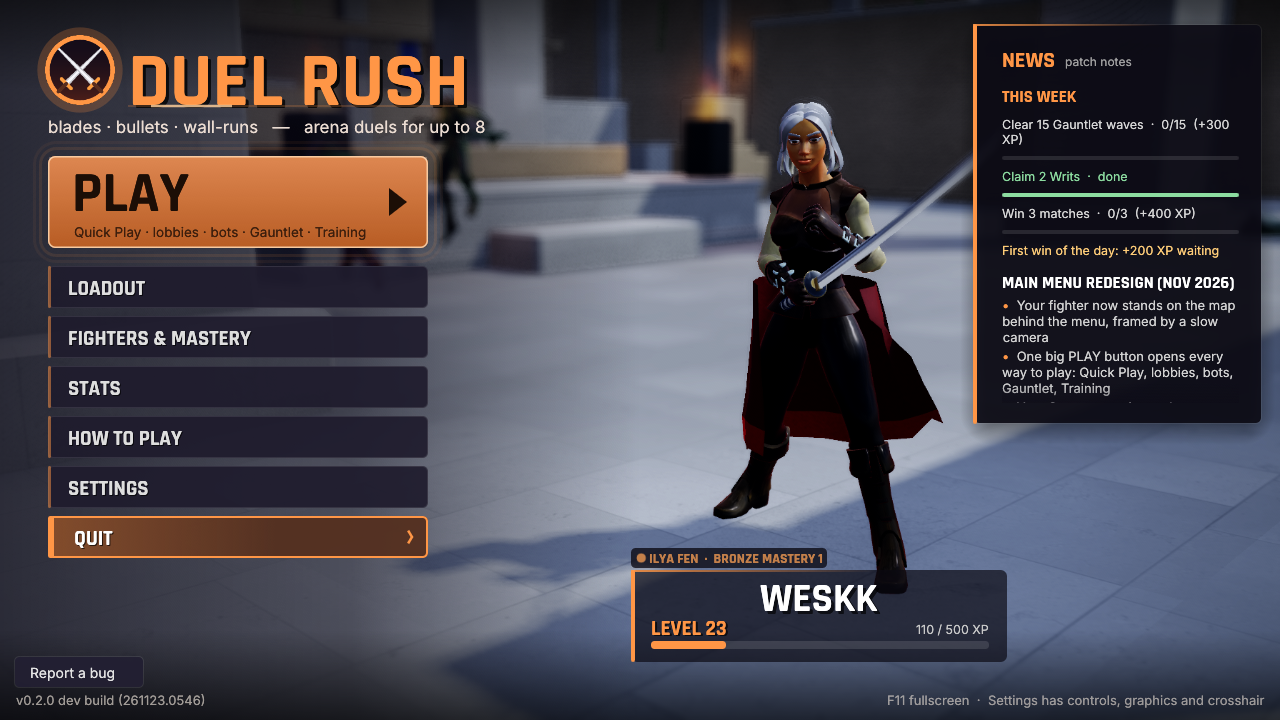 DUEL RUSH
blades · bullets · wall-runs — arena duels for up to 8
PLAY
Quick Play · lobbies · bots · Gauntlet · Training
LOADOUT
FIGHTERS & MASTERY
STATS
HOW TO PLAY
SETTINGS
QUIT
NEWS patch notes
THIS WEEK
Clear 15 Gauntlet waves · 0/15 (+300
XP)
Claim 2 Writs · done
Win 3 matches · 0/3 (+400 XP)
First win of the day: +200 XP waiting
MAIN MENU REDESIGN (NOV 2026)
• Your fighter now stands on the map
behind the menu, framed by a slow
camera
• One big PLAY button opens every
way to play: Quick Play, lobbies, bots,
Gauntlet, Training
ILYA FEN · BRONZE MASTERY 1
WESKK
LEVEL 23
110 / 500 XP
Report a bug
v0.2.0 dev build (261123.0546)
F11 fullscreen · Settings has controls, graphics and crosshair